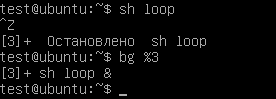 test@ubuntu:~$ sh loop
^Z
[3]+  Остановлено  sh loop
test@ubuntu:~$ bg %3
[3]+ sh loop &
test@ubuntu:~$ _